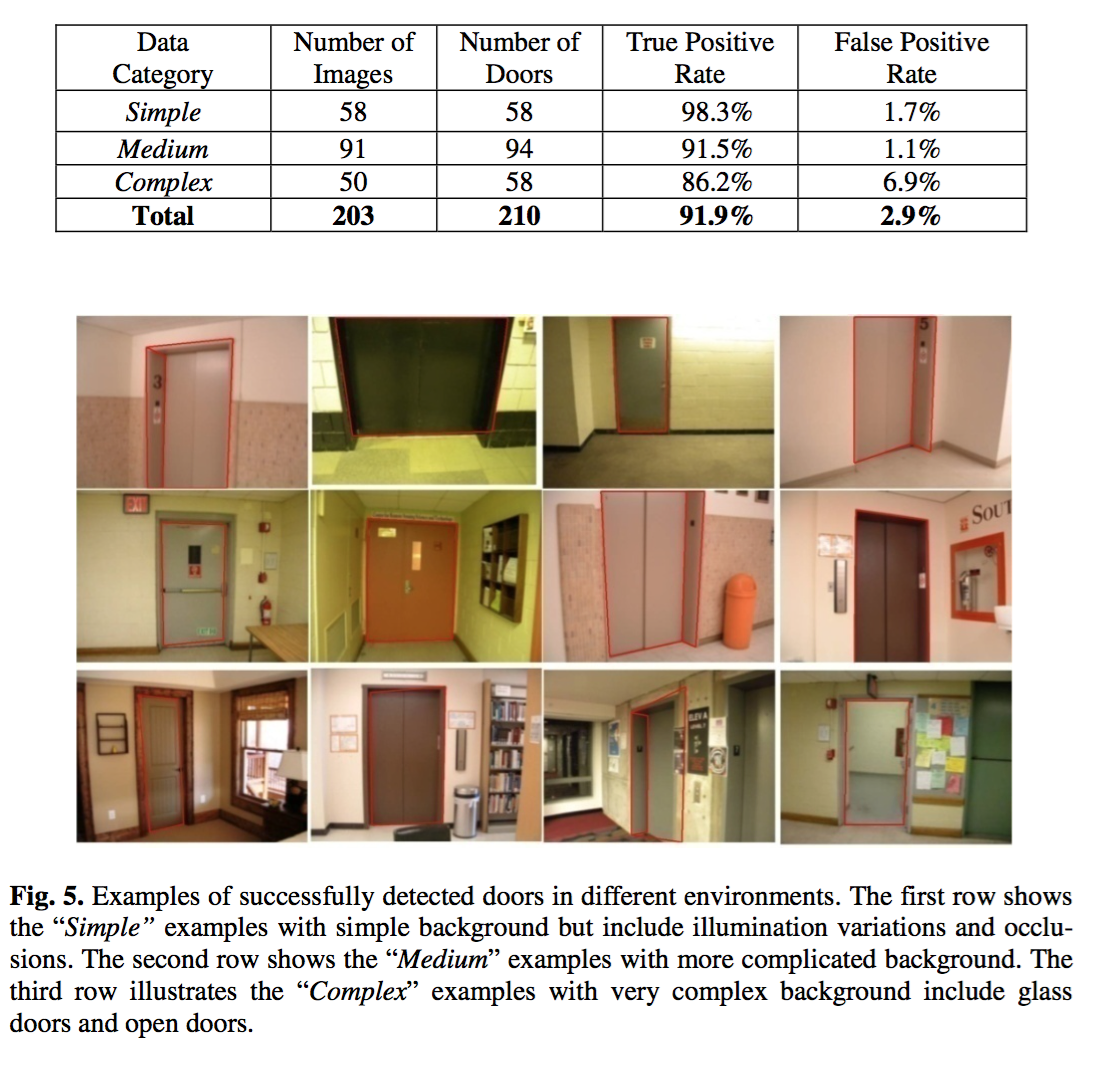 Data Category
Number of Images
Number of Doors
True Positive Rate
False Positive Rate
Simple 58 58 98.3% 1.7%
Medium 91 94 91.5% 1.1%
Complex 50 58 86.2% 6.9%
Total 203 210 91.9% 2.9%
3
5
SOUT
ELEV A
Fig. 5. Examples of successfully detected doors in different environments. The first row shows
the “Simple” examples with simple background but include illumination variations and occlu-
sions. The second row shows the “Medium” examples with more complicated background. The
third row illustrates the “Complex” examples with very complex background include glass
doors and open doors.